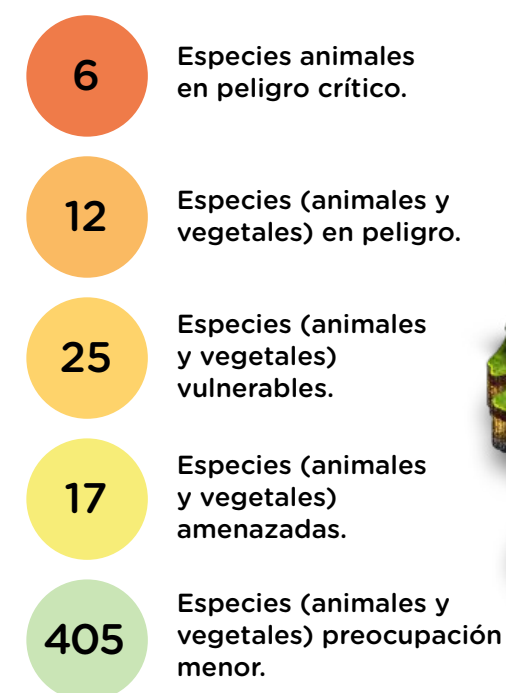 6
Especies animales
en peligro crítico.
12
Especies (animales y
vegetales) en peligro.
25
Especies (animales
y vegetales)
vulnerables.
17
Especies (animales
y vegetales)
amenazadas.
405
Especies (animales y
vegetales) preocupación
menor.